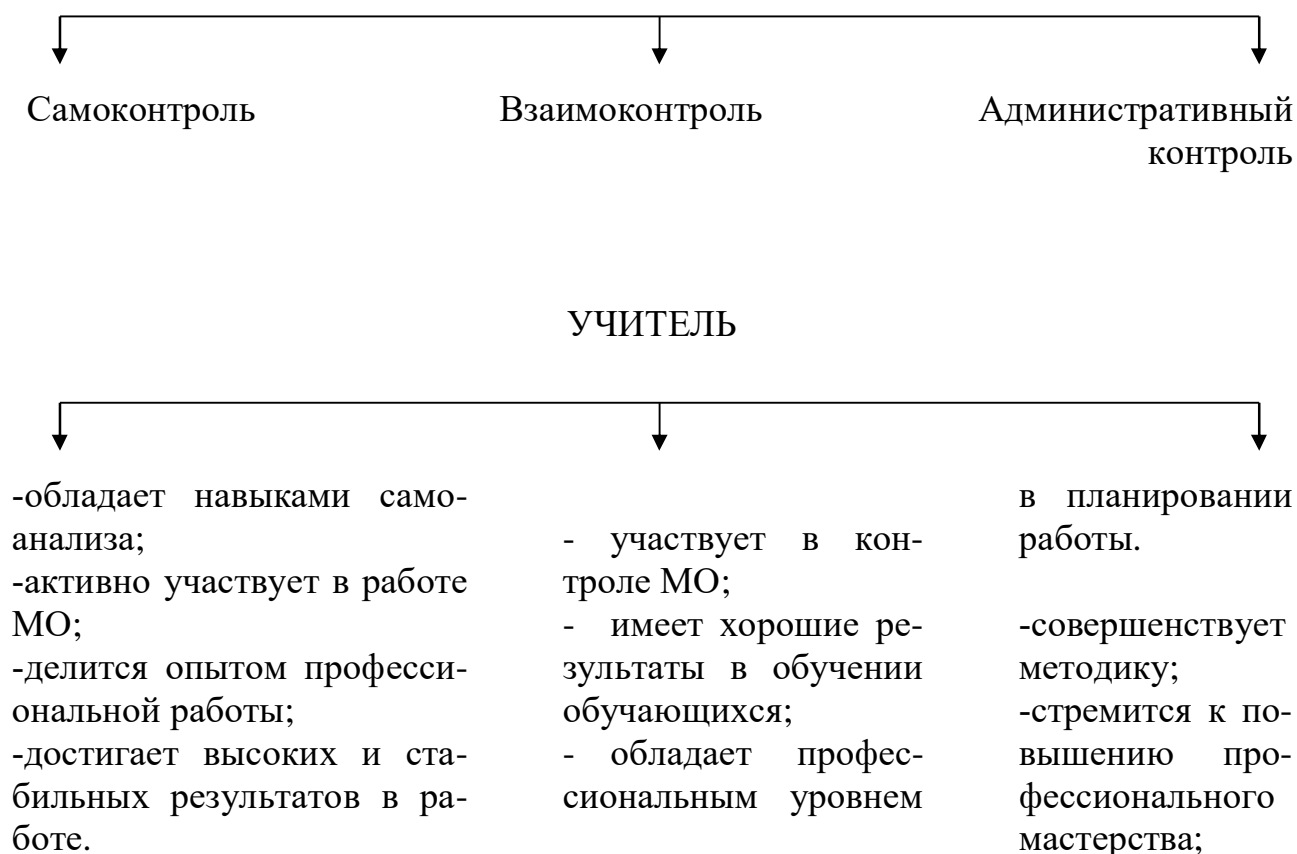 Самоконтроль
Взаимоконтроль
Административный
контроль
УЧИТЕЛЬ
-обладает навыками само-
анализа;
-активно участвует в работе
МО;
-делится опытом професси-
ональной работы;
-достигает высоких и ста-
бильных результатов в ра-
боте.
- участвует в кон-
троле МО;
- имеет хорошие ре-
зультаты в обучении
обучающихся;
- обладает профес-
сиональным уровнем
в планировании
работы.
-совершенствует
методику;
-стремится к по-
вышению про-
фессионального
мастерства;